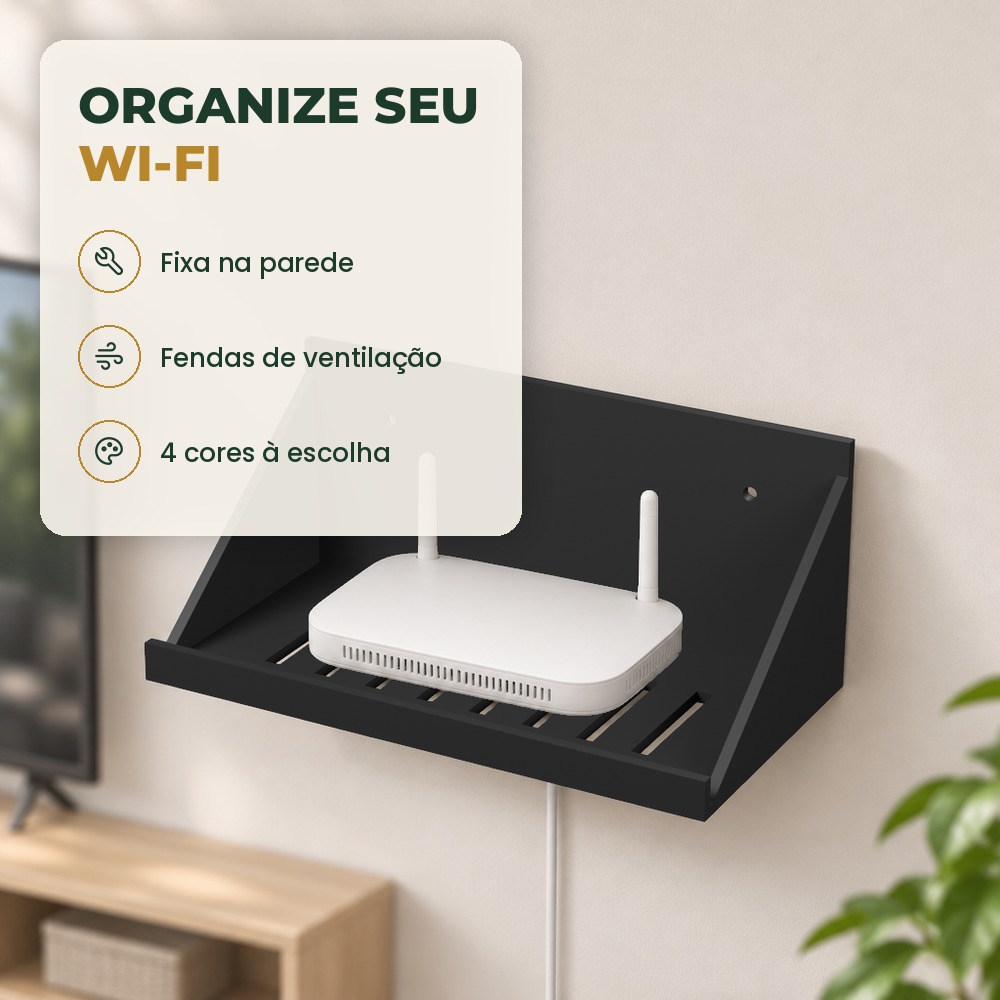 ORGANIZE SEU
WI-FI
Fixa na parede
Fendas de ventilação
4 cores à escolha